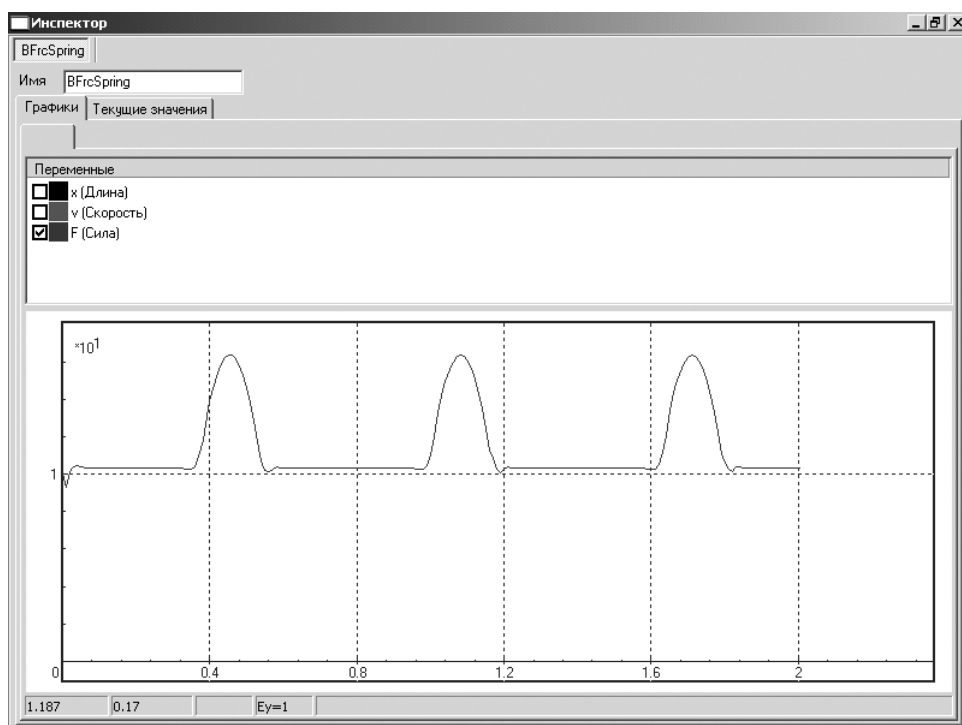 Инспектор
BFrcSpring
Имя BFrcSpring
Графики Текущие значения
Переменные
x (Длина)
v (Скорость)
F (Сила)
*10¹
1
0 0.4 0.8 1.2 1.6 2
1.187 0.17 Ey=1